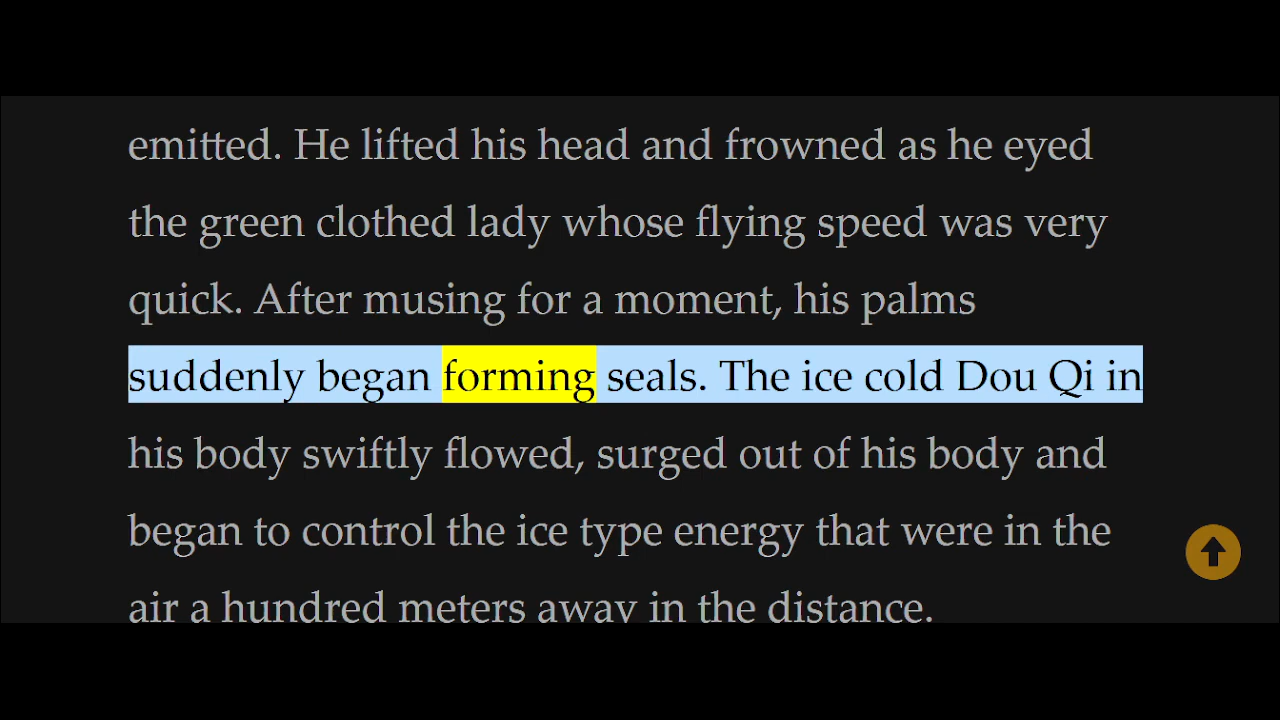 emitted. He lifted his head and frowned as he eyed
the green clothed lady whose flying speed was very
quick. After musing for a moment, his palms
suddenly began forming seals. The ice cold Dou Qi in
his body swiftly flowed, surged out of his body and
began to control the ice type energy that were in the
air a hundred meters away in the distance.